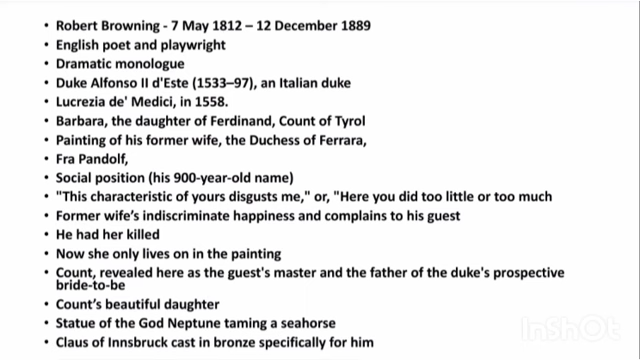 • Robert Browning - 7 May 1812 – 12 December 1889
• English poet and playwright
• Dramatic monologue
• Duke Alfonso II d'Este (1533–97), an Italian duke
• Lucrezia de' Medici, in 1558.
• Barbara, the daughter of Ferdinand, Count of Tyrol
• Painting of his former wife, the Duchess of Ferrara,
• Fra Pandolf,
• Social position (his 900-year-old name)
• "This characteristic of yours disgusts me," or, "Here you did too little or too much
• Former wife's indiscriminate happiness and complains to his guest
• He had her killed
• Now she only lives on in the painting
• Count, revealed here as the guest's master and the father of the duke's prospective
bride-to-be
• Count's beautiful daughter
• Statue of the God Neptune taming a seahorse
• Claus of Innsbruck cast in bronze specifically for him
InShOt